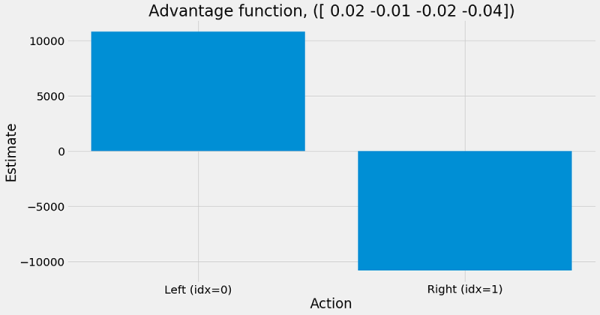 Advantage function, ([ 0.02 -0.01 -0.02 -0.04])
10000
5000
0
−5000
−10000
Estimate
Left (idx=0)
Right (idx=1)
Action